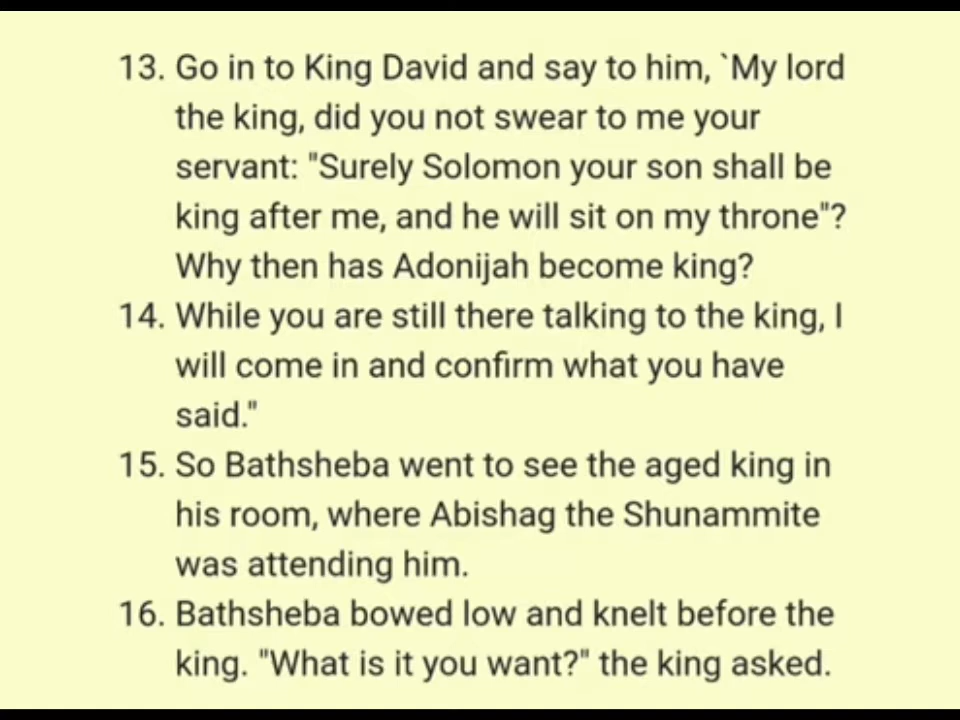 13. Go in to King David and say to him, `My lord
the king, did you not swear to me your
servant: "Surely Solomon your son shall be
king after me, and he will sit on my throne"?
Why then has Adonijah become king?
14. While you are still there talking to the king, I
will come in and confirm what you have
said."
15. So Bathsheba went to see the aged king in
his room, where Abishag the Shunammite
was attending him.
16. Bathsheba bowed low and knelt before the
king. "What is it you want?" the king asked.